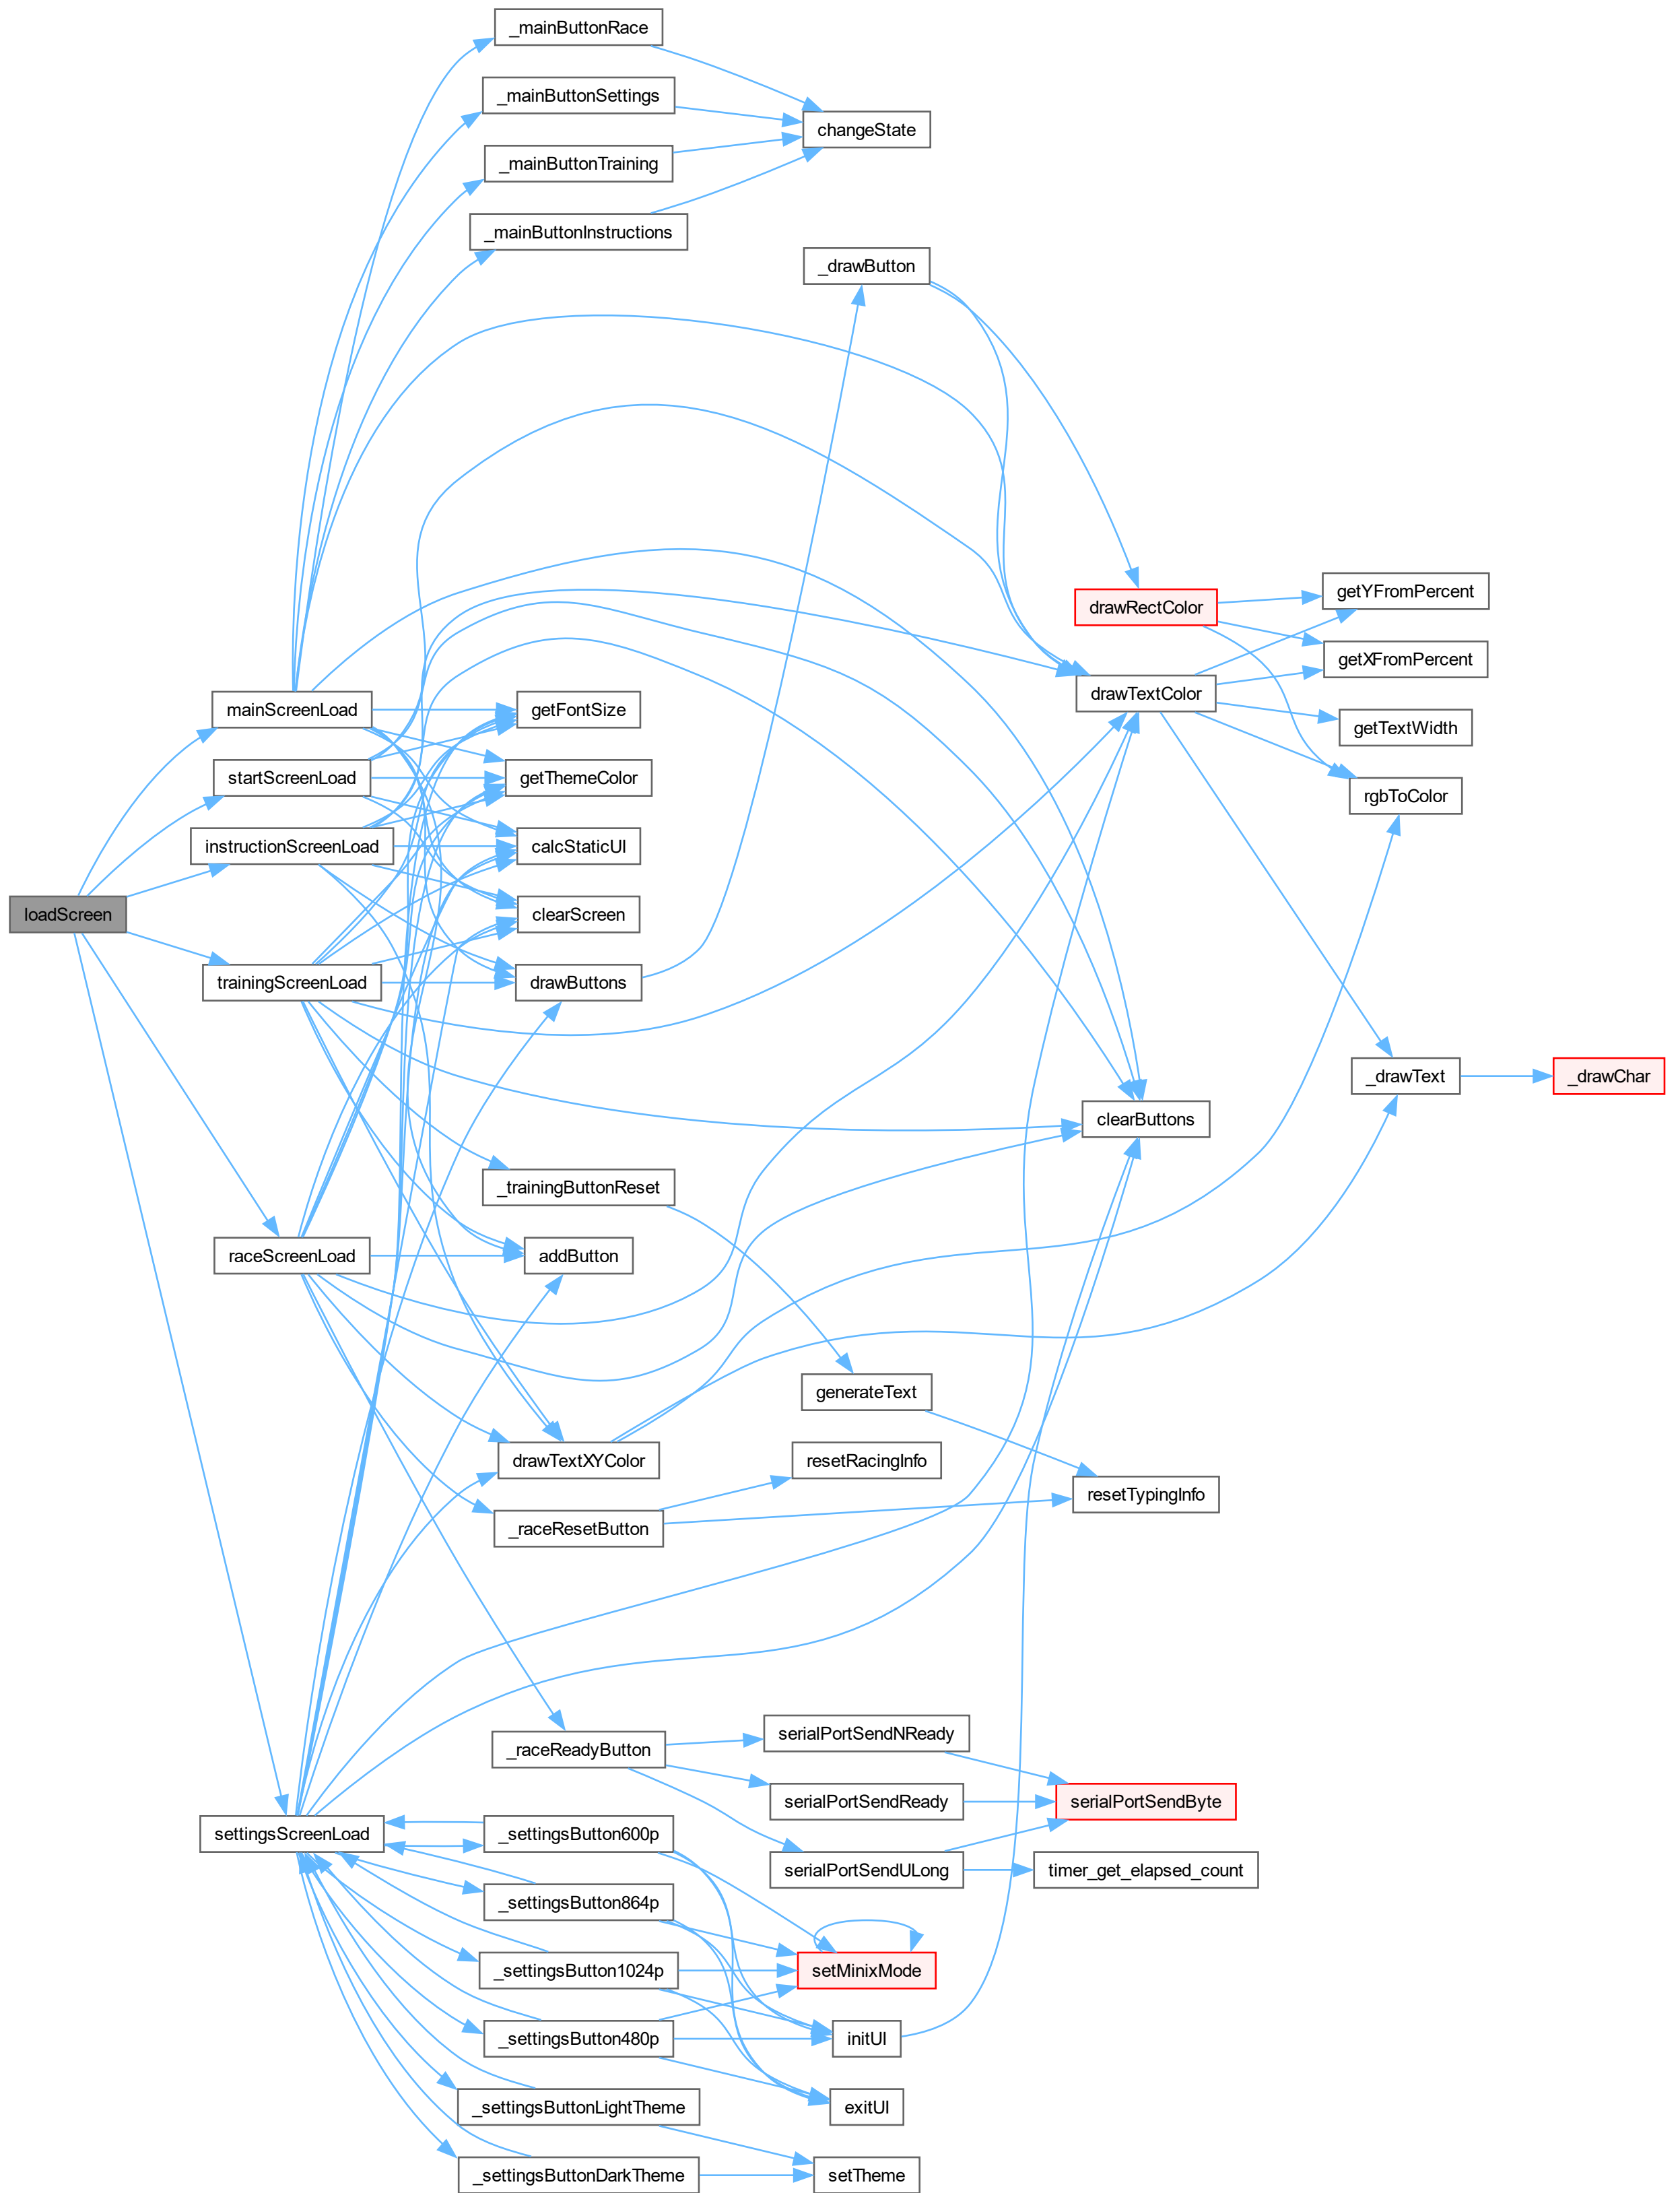 _mainButtonRace
_mainButtonSettings
changeState
_mainButtonTraining
_mainButtonInstructions
_drawButton
getYFromPercent
drawRectColor
getXFromPercent
drawTextColor
mainScreenLoad
getFontSize
getTextWidth
startScreenLoad
getThemeColor
rgbToColor
instructionScreenLoad
calcStaticUI
loadScreen
clearScreen
trainingScreenLoad
drawButtons
_drawText
_drawChar
clearButtons
_trainingButtonReset
raceScreenLoad
addButton
generateText
drawTextXYColor
resetRacingInfo
resetTypingInfo
_raceResetButton
serialPortSendNReady
_raceReadyButton
serialPortSendReady
serialPortSendByte
settingsScreenLoad
_settingsButton600p
serialPortSendULong
timer_get_elapsed_count
_settingsButton864p
_settingsButton1024p
setMinixMode
_settingsButton480p
initUI
_settingsButtonLightTheme
exitUI
_settingsButtonDarkTheme
setTheme